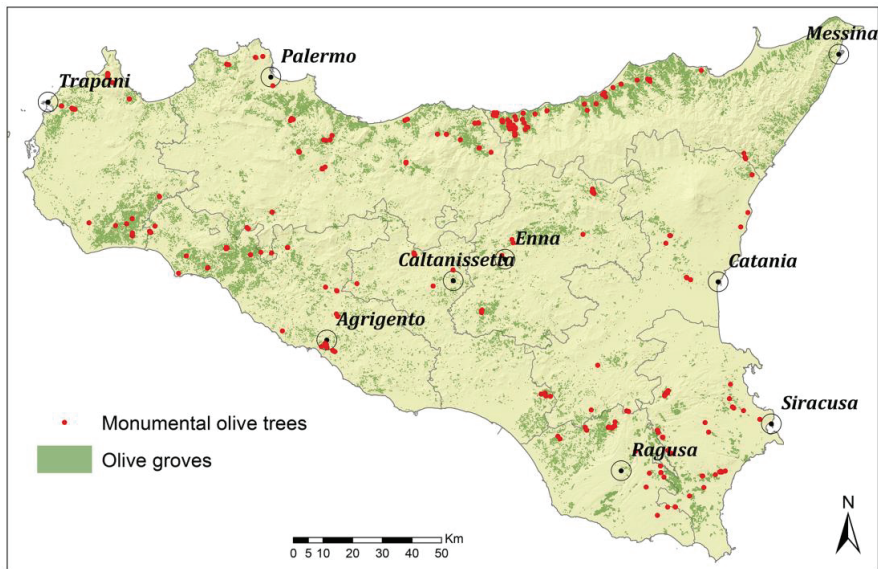 Messina
Palermo
Trapani
Enna
Caltanissetta
Catania
Agrigento
Siracusa
Monumental olive trees
Olive groves
Ragusa
N
Km
0 5 10 20 30 40 50